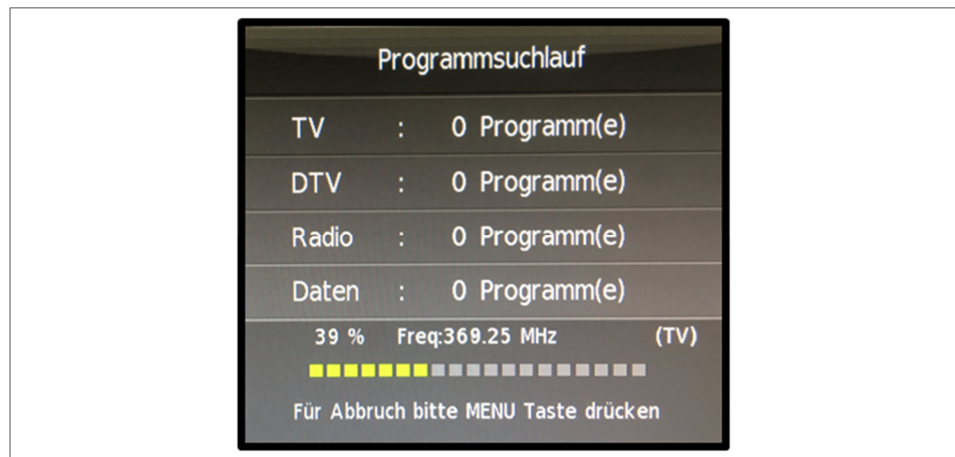 Programmsuchlauf
TV : 0 Programm(e)
DTV : 0 Programm(e)
Radio : 0 Programm(e)
Daten : 0 Programm(e)
39 % Freq:369.25 MHz (TV)
Für Abbruch bitte MENU Taste drücken